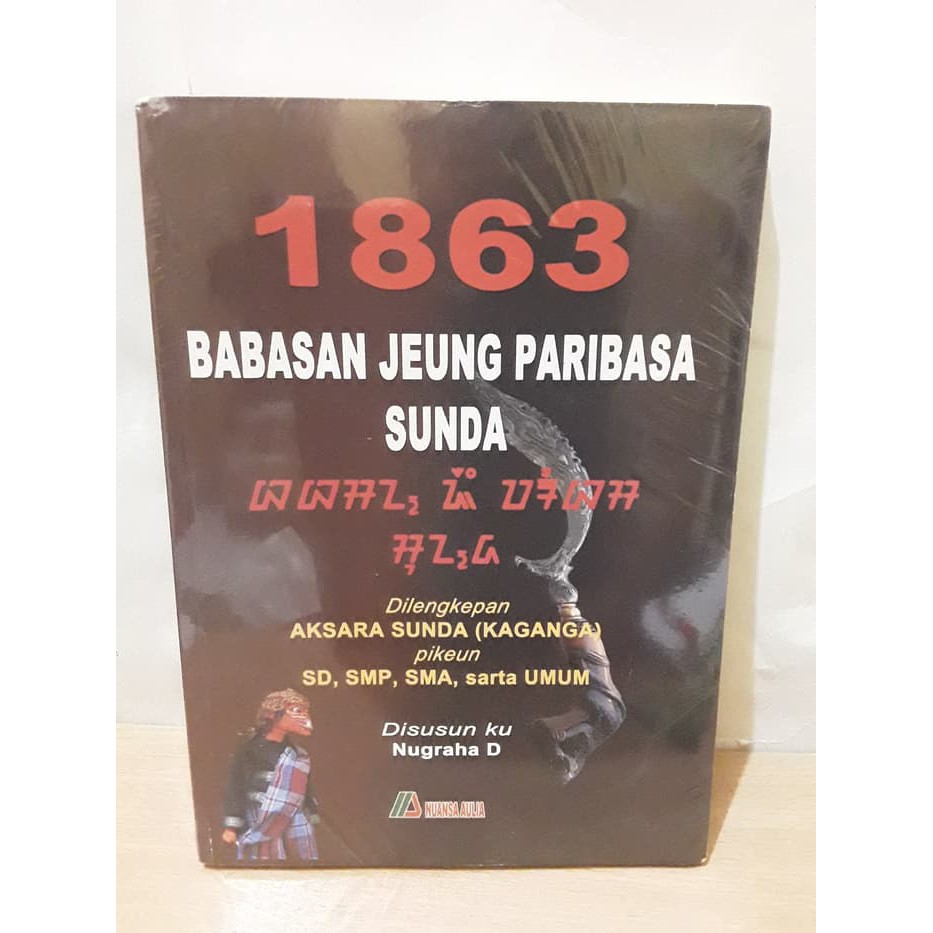 1863
BABASAN JEUNG PARIBASA
SUNDA
ᮘᮘᮞᮔ᮪ ᮏᮩᮀ ᮕᮛᮤᮘᮞ
ᮞᮥᮔ᮪ᮓ
Dilengkepan
AKSARA SUNDA (KAGANGA)
pikeun
SD, SMP, SMA, sarta UMUM
Disusun ku
Nugraha D
NUANSA AULIA